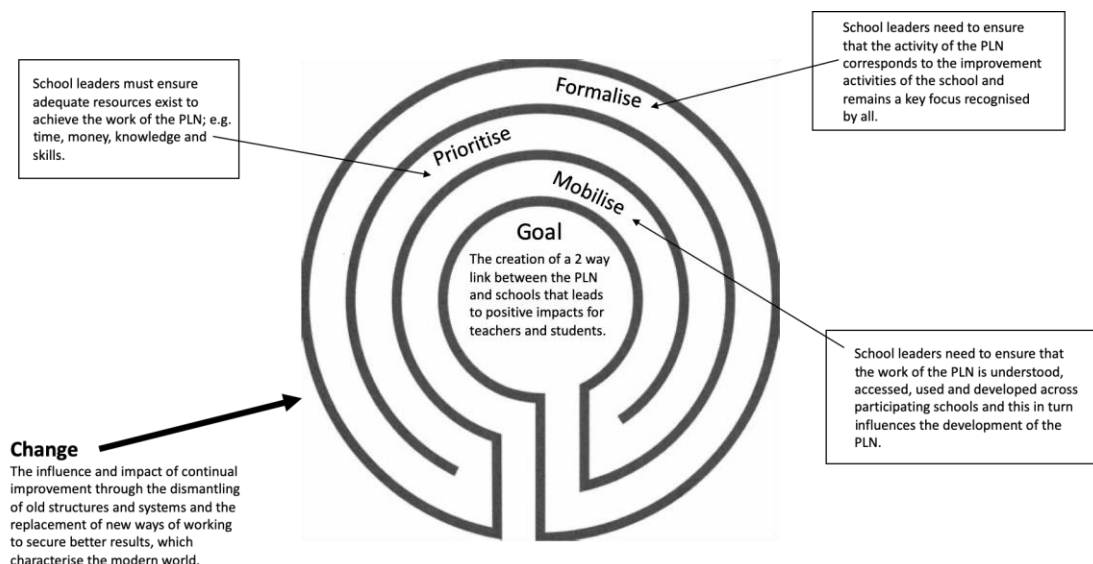 School leaders need to ensure
that the activity of the PLN
corresponds to the improvement
activities of the school and
remains a key focus recognised
by all.
School leaders must ensure
adequate resources exist to
achieve the work of the PLN; e.g.
time, money, knowledge and
skills.
Formalise
Prioritise
Mobilise
Goal
The creation of a 2 way
link between the PLN
and schools that leads
to positive impacts for
teachers and students.
School leaders need to ensure that
the work of the PLN is understood,
accessed, used and developed across
participating schools and this in turn
influences the development of the
PLN.
Change
The influence and impact of continual
improvement through the dismantling
of old structures and systems and the
replacement of new ways of working
to secure better results, which
characterise the modern world.